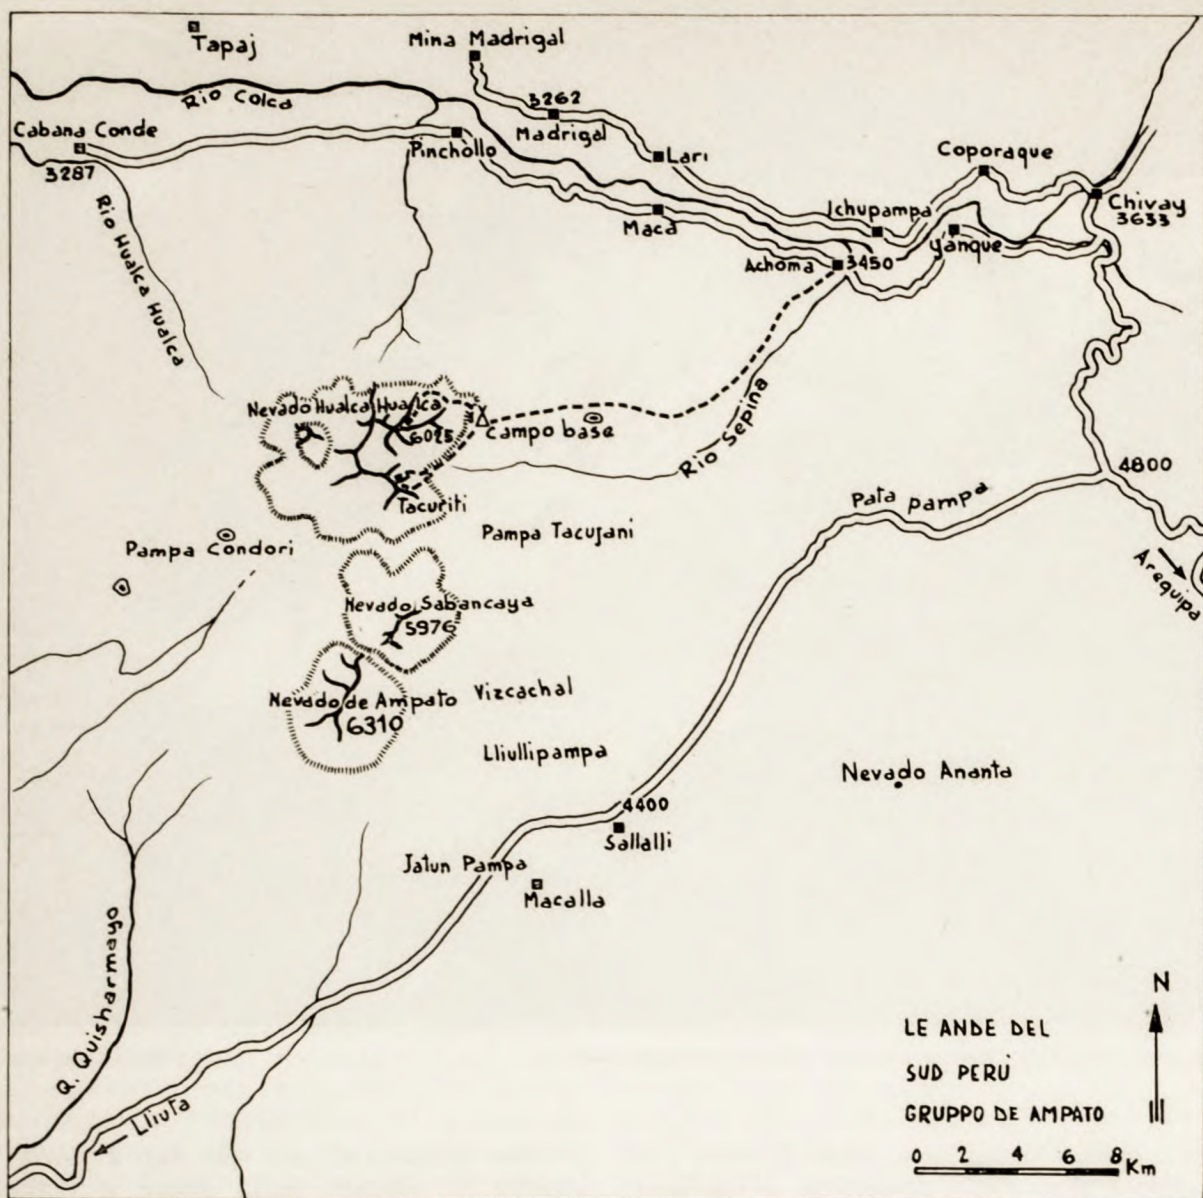 Tapaj
Mina Madrigal
Rio Colca
3262
Madrigal
Cabana Conde
3287
Pinchollo
Lari
Coporaque
Chivay
3633
Ichupampa
Yanque
Maca
Achoma
3450
Rio Hualca Hualca
Nevado Hualca Hualca
6025
Campo base
Rio Sepina
Tacuriti
4800
Pata pampa
Pampa Tacujani
Pampa Condori
Arequipa
Nevado Sabancaya
5976
Nevado de Ampato
6310
Vizcachal
Lliullipampa
Nevado Ananta
4400
Sallalli
Jatun Pampa
Macalla
Q. Quisharmayo
Lliuta
N
LE ANDE DEL
SUD PERÙ
GRUPPO DE AMPATO
0 2 4 6 8 Km